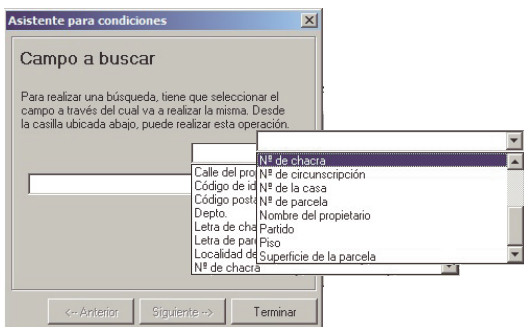 Asistente para condiciones
Campo a buscar
Para realizar una búsqueda, tiene que seleccionar el
campo a través del cual va a realizar la misma. Desde
la casilla ubicada abajo, puede realizar esta operación.
Calle del pro
Código de id
Código posta
Depto.
Letra de cha
Letra de par
Localidad de
Nº de chacra
Nº de chacra
Nº de circunscripción
Nº de la casa
Nº de parcela
Nombre del propietario
Partido
Piso
Superficie de la parcela
<-- Anterior
Siguiente -->
Terminar